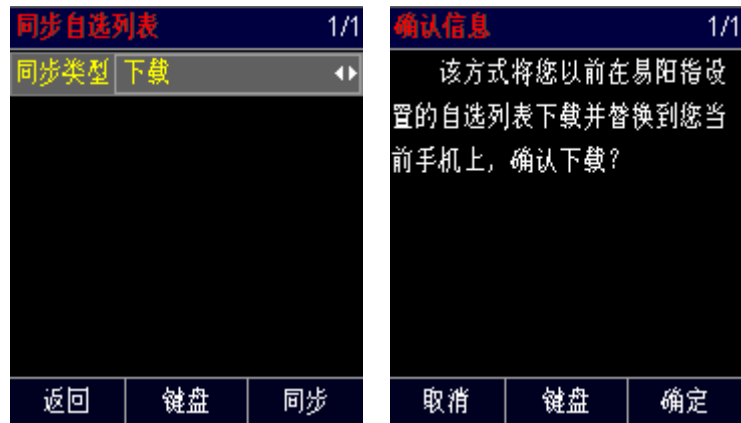 同步自选列表 1/1
同步类型 下载
返回 键盘 同步
确认信息 1/1
该方式将您以前在易阳指设
置的自选列表下载并替换到您当
前手机上，确认下载？
取消 键盘 确定